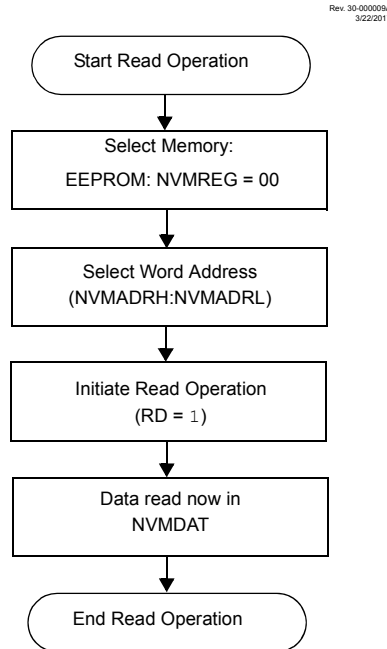 Rev. 30-000009
3/22/201
Start Read Operation
Select Memory:
EEPROM: NVMREG = 00
Select Word Address
(NVMADRH:NVMADRL)
Initiate Read Operation
(RD = 1)
Data read now in
NVMDAT
End Read Operation